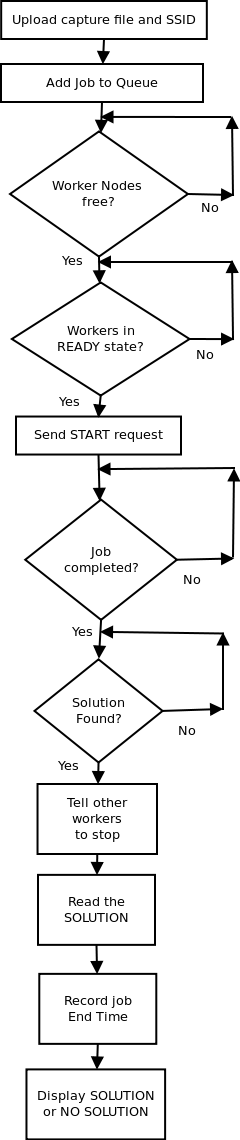 Upload capture file and SSID
Add Job to Queue
Worker Nodes
free?
No
Yes
Workers in
READY state?
No
Yes
Send START request
Job
completed?
No
Yes
Solution
Found?
No
Yes
Tell other
workers
to stop
Read the
SOLUTION
Record job
End Time
Display SOLUTION
or NO SOLUTION